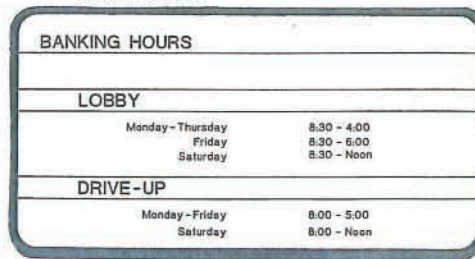 BANKING HOURS
LOBBY
Monday-Thursday 8:30 - 4:00
Friday 8:30 - 6:00
Saturday 8:30 - Noon
DRIVE-UP
Monday-Friday 8:00 - 5:00
Saturday 8:00 - Noon